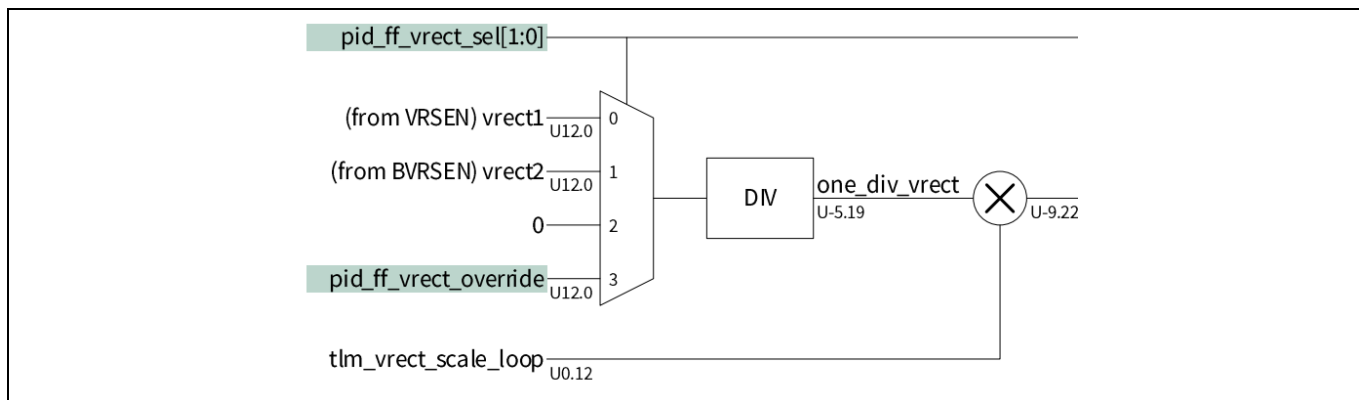 pid_ff_vrect_sel[1:0]
(from VRSEN) vrect1
U12.0
0
(from BVRSEN) vrect2
U12.0
1
DIV
one_div_vrect
U-5.19
U-9.22
0
2
pid_ff_vrect_override
U12.0
3
tlm_vrect_scale_loop
U0.12